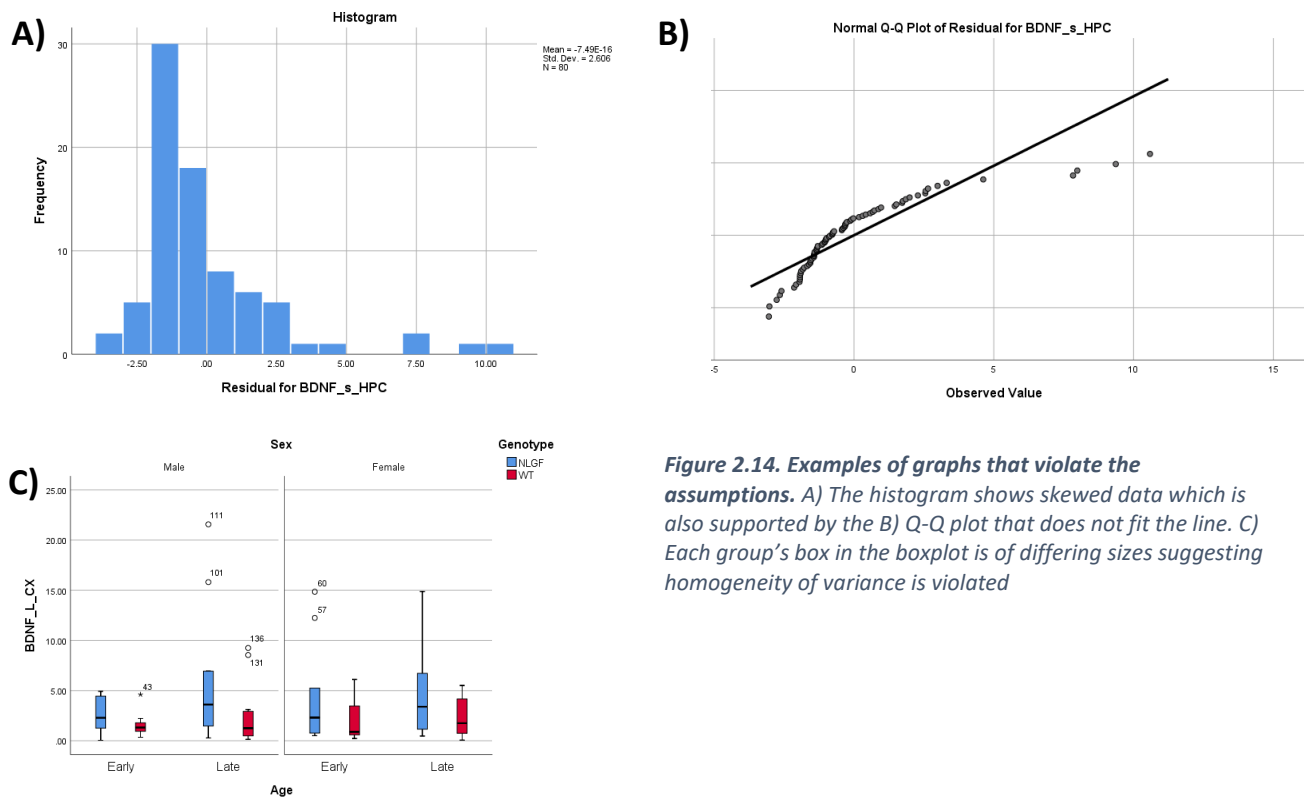 A)
Histogram
Mean = -7.49E-16
Std. Dev. = 2.606
N = 80
30
20
10
0
Frequency
-2.50
.00
2.50
5.00
7.50
10.00
Residual for BDNF_s_HPC
B)
Normal Q-Q Plot of Residual for BDNF_s_HPC
-5
0
5
10
15
Observed Value
C)
Sex
Male
Female
Genotype
NLGF
WT
25.00
20.00
15.00
10.00
5.00
.00
BDNF_L_CX
111
101
43
136
131
60
57
*
Early
Late
Early
Late
Age
Figure 2.14. Examples of graphs that violate the
assumptions. A) The histogram shows skewed data which is
also supported by the B) Q-Q plot that does not fit the line. C)
Each group’s box in the boxplot is of differing sizes suggesting
homogeneity of variance is violated